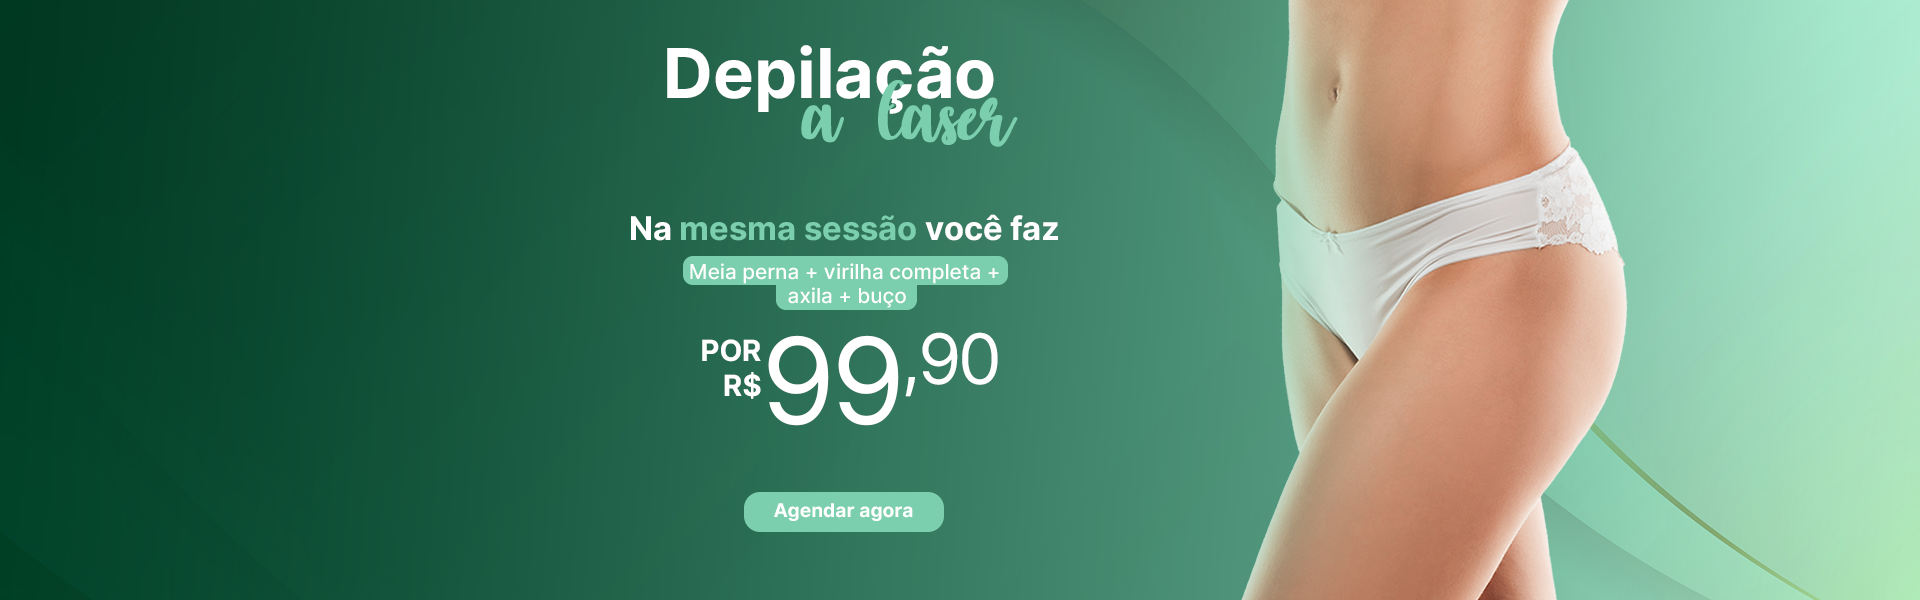 Depilação
a laser
Na mesma sessão você faz
Meia perna + virilha completa +
axila + buço
POR
R$ 99,90
Agendar agora